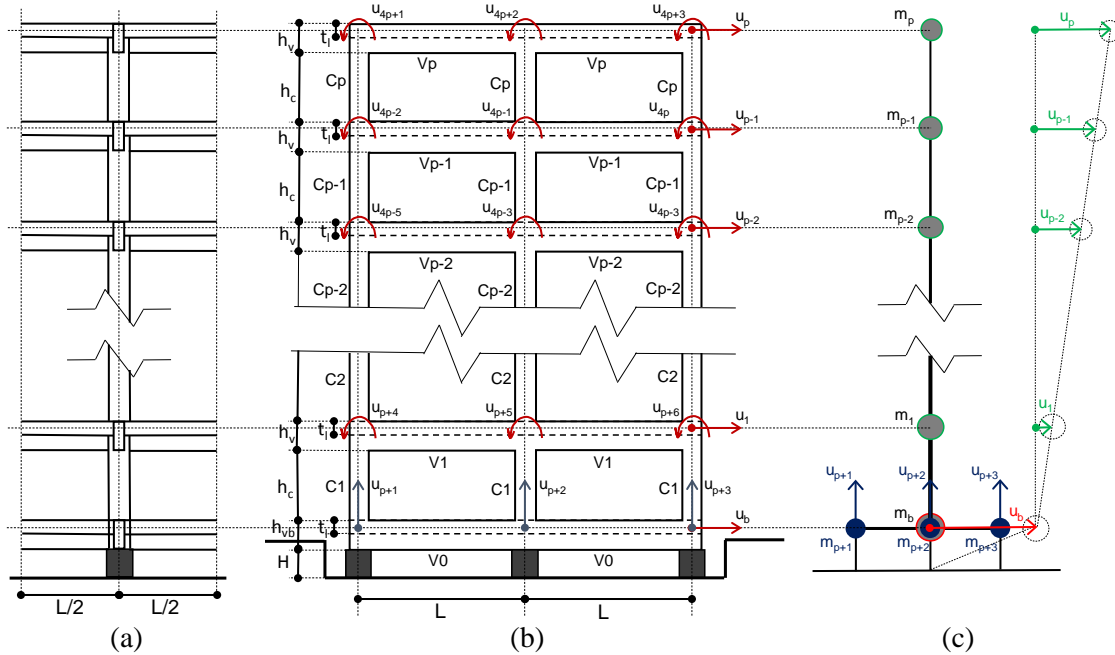 u4p+1 u4p+2 u4p+3 up mp up
hv tl
Vp Vp
hc Cp Cp
u4p-2 u4p-1 u4p up-1 mp-1 up-1
hv tl
Vp-1 Vp-1
hc Cp-1 Cp-1
u4p-5 u4p-3 u4p-3 up-2 mp-2 up-2
hv tl
Vp-2 Vp-2
Cp-2 Cp-2
C2 C2 C2
up+4 up+5 up+6 u1 m1 u1
hv tl
V1 V1
hc C1 up+1 C1 up+2 C1 up+3 up+1 up+2 up+3
hvb tl ub mb ub
mp+1 mp+2 mp+3
H V0 V0
L/2 L/2 L L
(a) (b) (c)